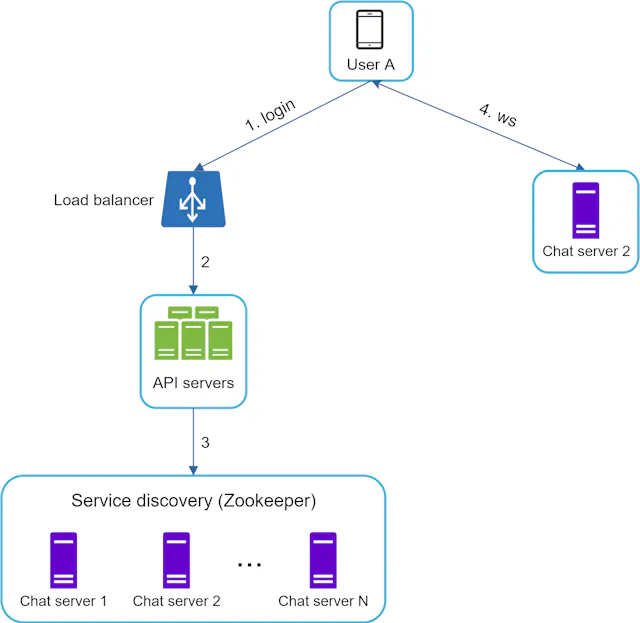 User A
1. login
4. ws
Load balancer
Chat server 2
2
API servers
3
Service discovery (Zookeeper)
...
Chat server 1
Chat server 2
Chat server N